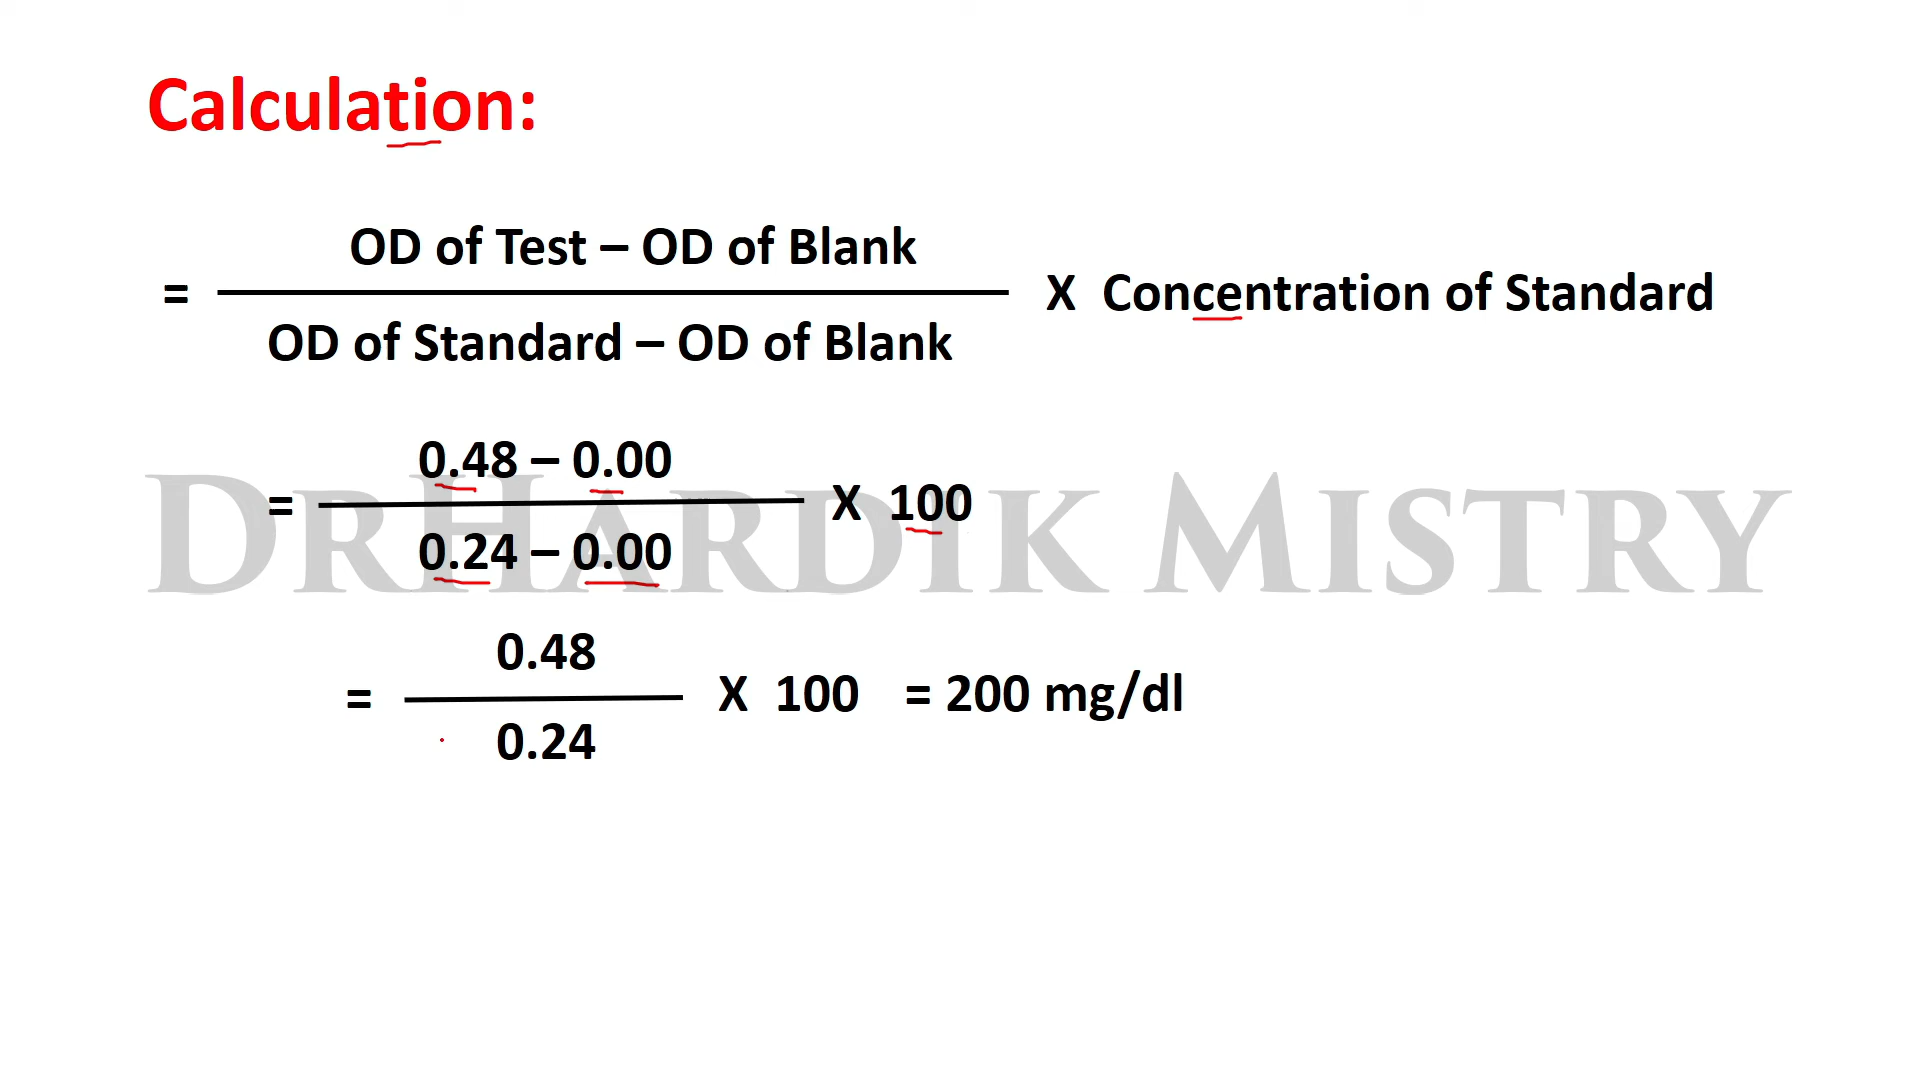 Calculation:
OD of Test – OD of Blank
= X Concentration of Standard
OD of Standard – OD of Blank
0.48 – 0.00
= X 100
0.24 – 0.00
DrHardik Mistry
0.48
= X 100 = 200 mg/dl
0.24